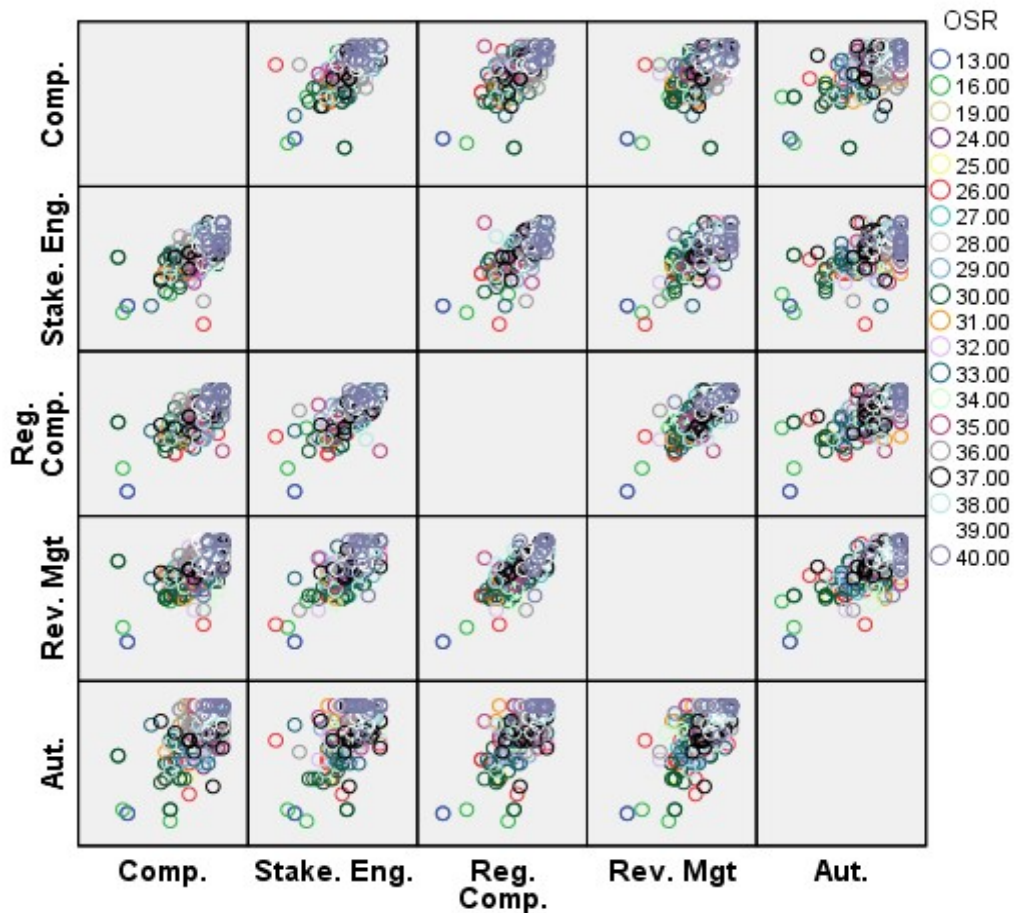 OSR
13.00
16.00
19.00
24.00
25.00
26.00
27.00
28.00
29.00
30.00
31.00
32.00
33.00
34.00
35.00
36.00
37.00
38.00
39.00
40.00
Comp.
Stake. Eng.
Reg.
Comp.
Rev. Mgt
Aut.
Comp.
Stake. Eng.
Reg.
Comp.
Rev. Mgt
Aut.